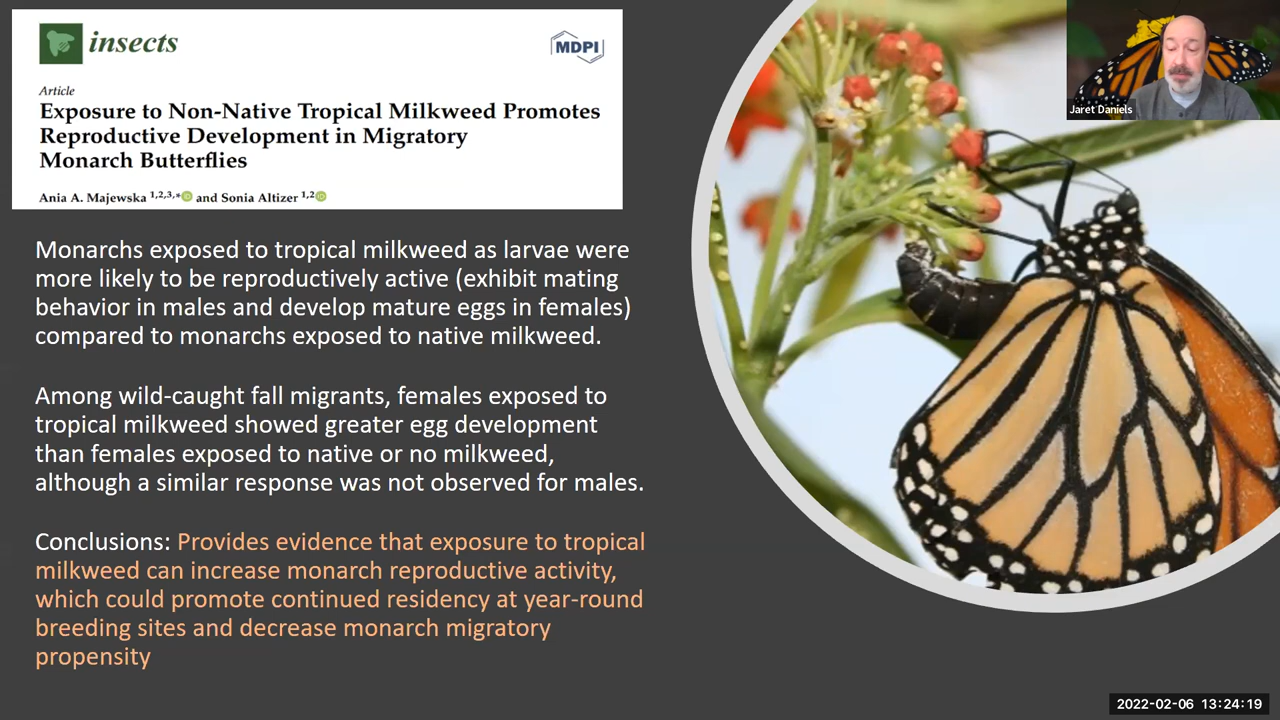 insects
MDPI
Article
Exposure to Non-Native Tropical Milkweed Promotes
Reproductive Development in Migratory
Monarch Butterflies
Ania A. Majewska 1,2,3,* and Sonia Altizer 1,2
Jaret Daniels
Monarchs exposed to tropical milkweed as larvae were
more likely to be reproductively active (exhibit mating
behavior in males and develop mature eggs in females)
compared to monarchs exposed to native milkweed.
Among wild-caught fall migrants, females exposed to
tropical milkweed showed greater egg development
than females exposed to native or no milkweed,
although a similar response was not observed for males.
Conclusions: Provides evidence that exposure to tropical
milkweed can increase monarch reproductive activity,
which could promote continued residency at year-round
breeding sites and decrease monarch migratory
propensity
2022-02-06 13:24:19